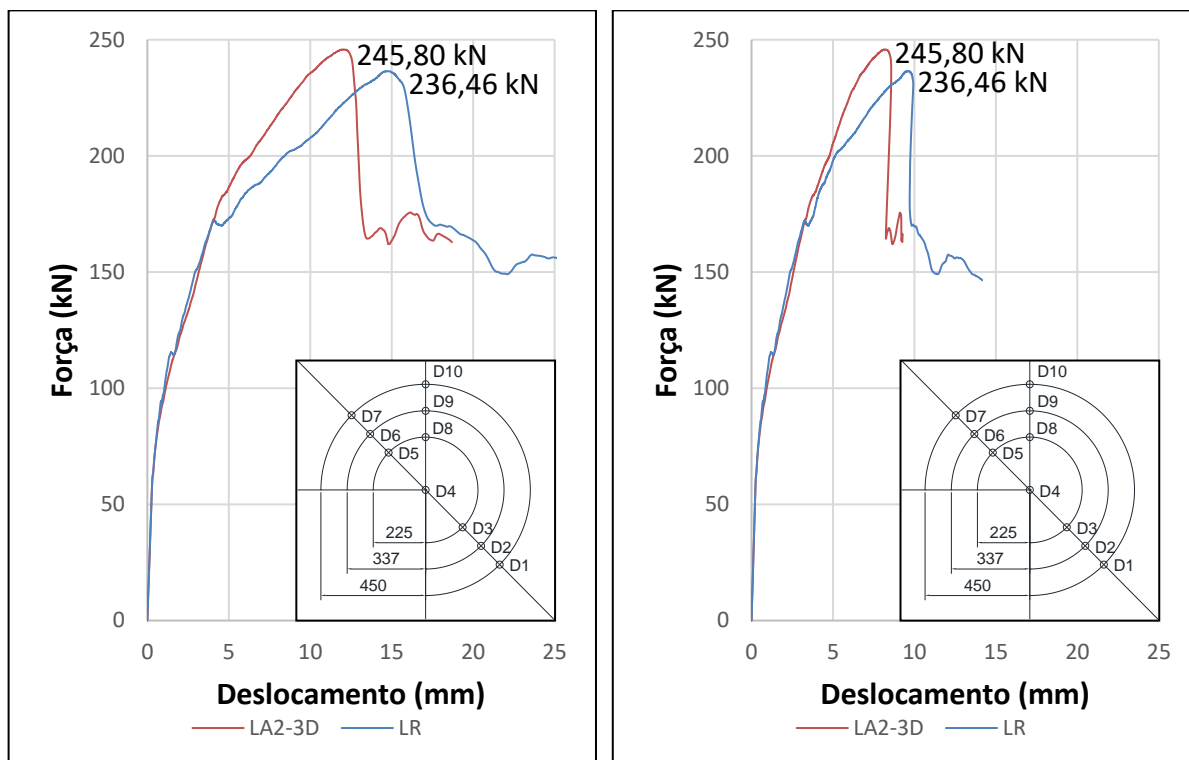 250
200
150
100
50
0
Força (kN)
245,80 kN
236,46 kN
D10
D9
D8
D7
D6
D5
D4
D3
D2
D1
225
337
450
0 5 10 15 20 25
Deslocamento (mm)
LA2-3D LR
250
200
150
100
50
0
Força (kN)
245,80 kN
236,46 kN
D10
D9
D8
D7
D6
D5
D4
D3
D2
D1
225
337
450
0 5 10 15 20 25
Deslocamento (mm)
LA2-3D LR